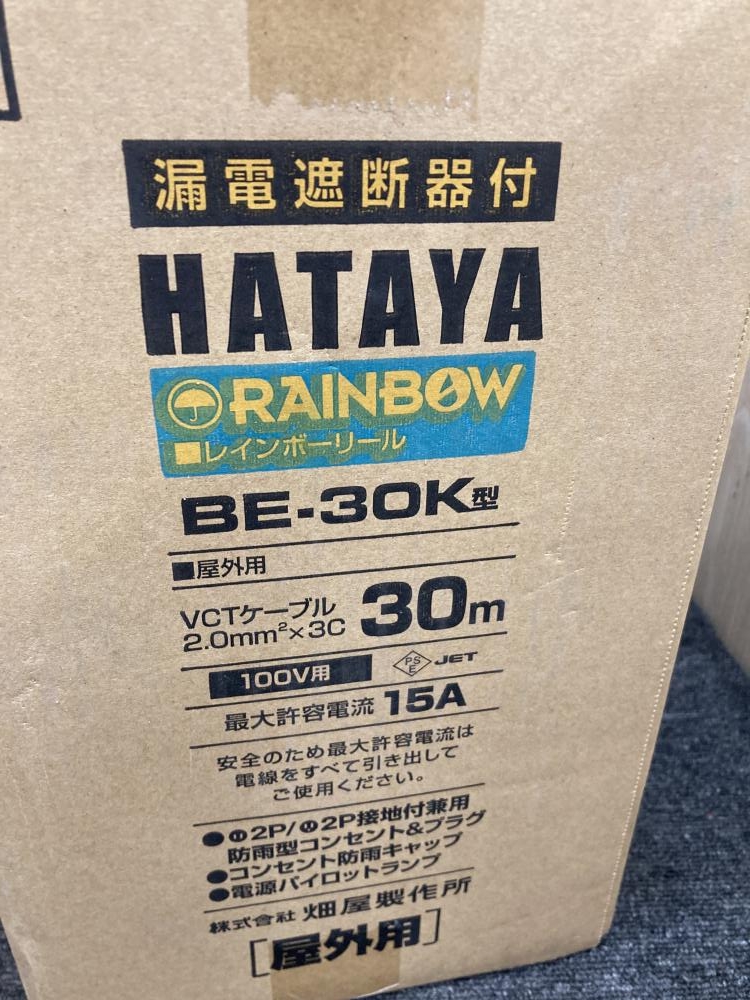 漏電遮断器付
HATAYA
RAINBOW
■レインボーリール
BE-30K型
■屋外用
VCTケーブル
2.0mm²×3C 30m
100V用 PSE JET
最大許容電流 15A
安全のため最大許容電流は
電線をすべて引き出して
ご使用ください。
●2P/2P接地付兼用
防雨型コンセント&プラグ
●コンセント防雨キャップ
●電源パイロットランプ
株式会社 畑屋製作所
[屋外用]